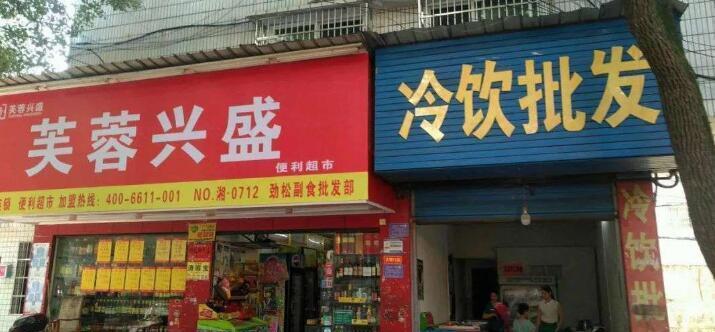 芙蓉兴盛
芙蓉兴盛
便利超市
便利超市 加盟热线：400-6611-001 NO.湘·0712 劲松副食批发部
冷饮批发
冷饮批